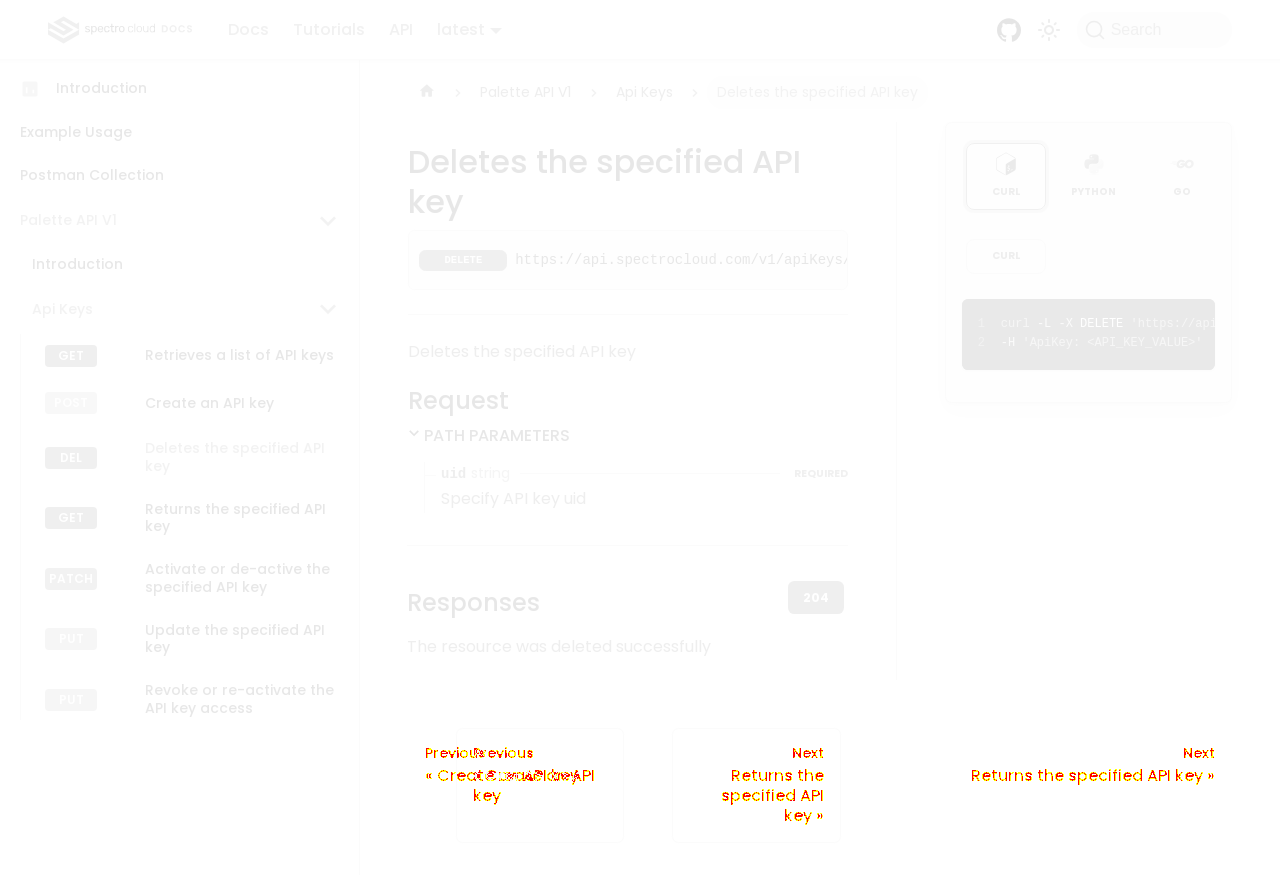 spectro cloud DOCS
Docs Tutorials API latest
Search
Introduction
Example Usage
Postman Collection
Palette API V1
Introduction
Api Keys
GET Retrieves a list of API keys
POST Create an API key
DEL Deletes the specified API
key
GET Returns the specified API
key
PATCH Activate or de-active the
specified API key
PUT Update the specified API
key
PUT Revoke or re-activate the
API key access
Palette API V1 Api Keys Deletes the specified API key
Deletes the specified API
key
DELETE https://api.spectrocloud.com/v1/apiKeys/
Deletes the specified API key
Request
PATH PARAMETERS
uid string REQUIRED
Specify API key uid
Responses 204
The resource was deleted successfully
CURL PYTHON GO
CURL
1 curl -L -X DELETE 'https://api
2 -H 'ApiKey: <API_KEY_VALUE>'
Previous
Previous
« Create an API key
API
key
Next
Returns the
specified API
key »
Next
Returns the specified API key »